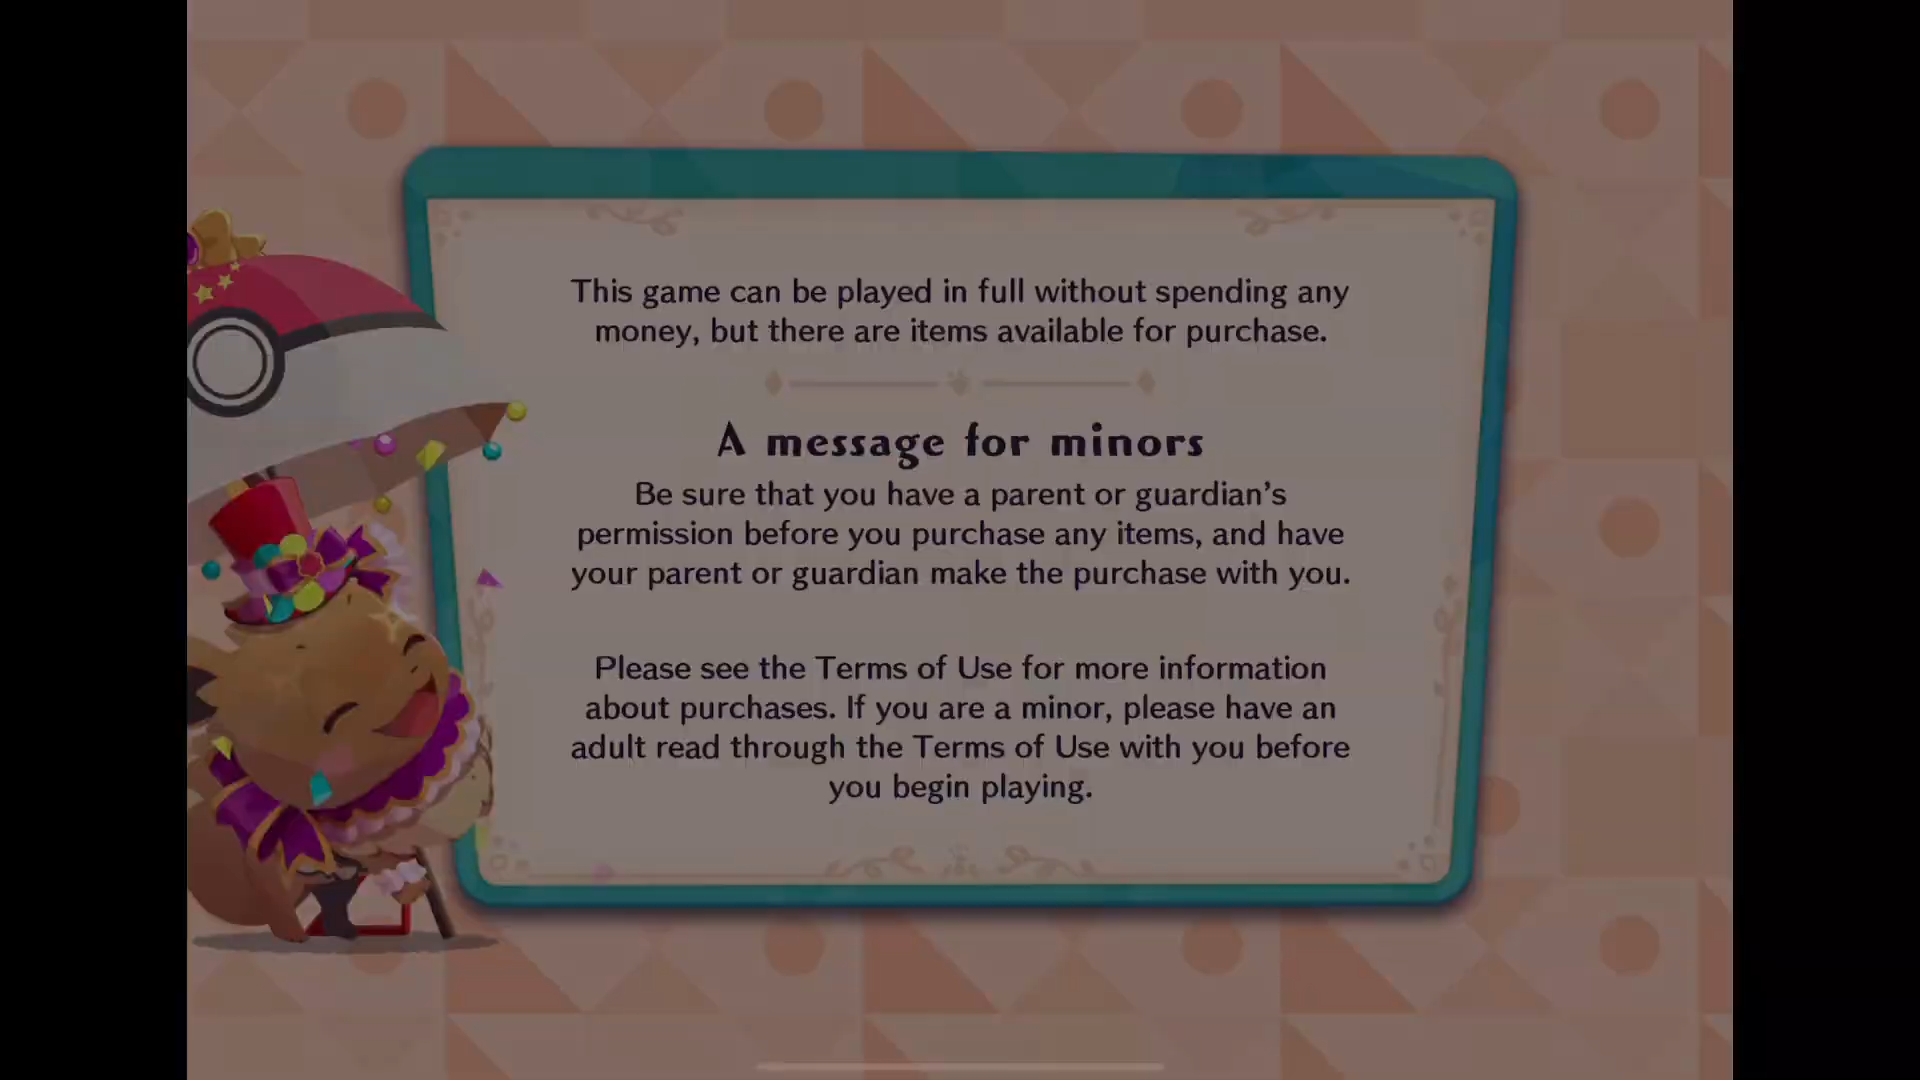 This game can be played in full without spending any
money, but there are items available for purchase.
A message for minors
Be sure that you have a parent or guardian's
permission before you purchase any items, and have
your parent or guardian make the purchase with you.
Please see the Terms of Use for more information
about purchases. If you are a minor, please have an
adult read through the Terms of Use with you before
you begin playing.